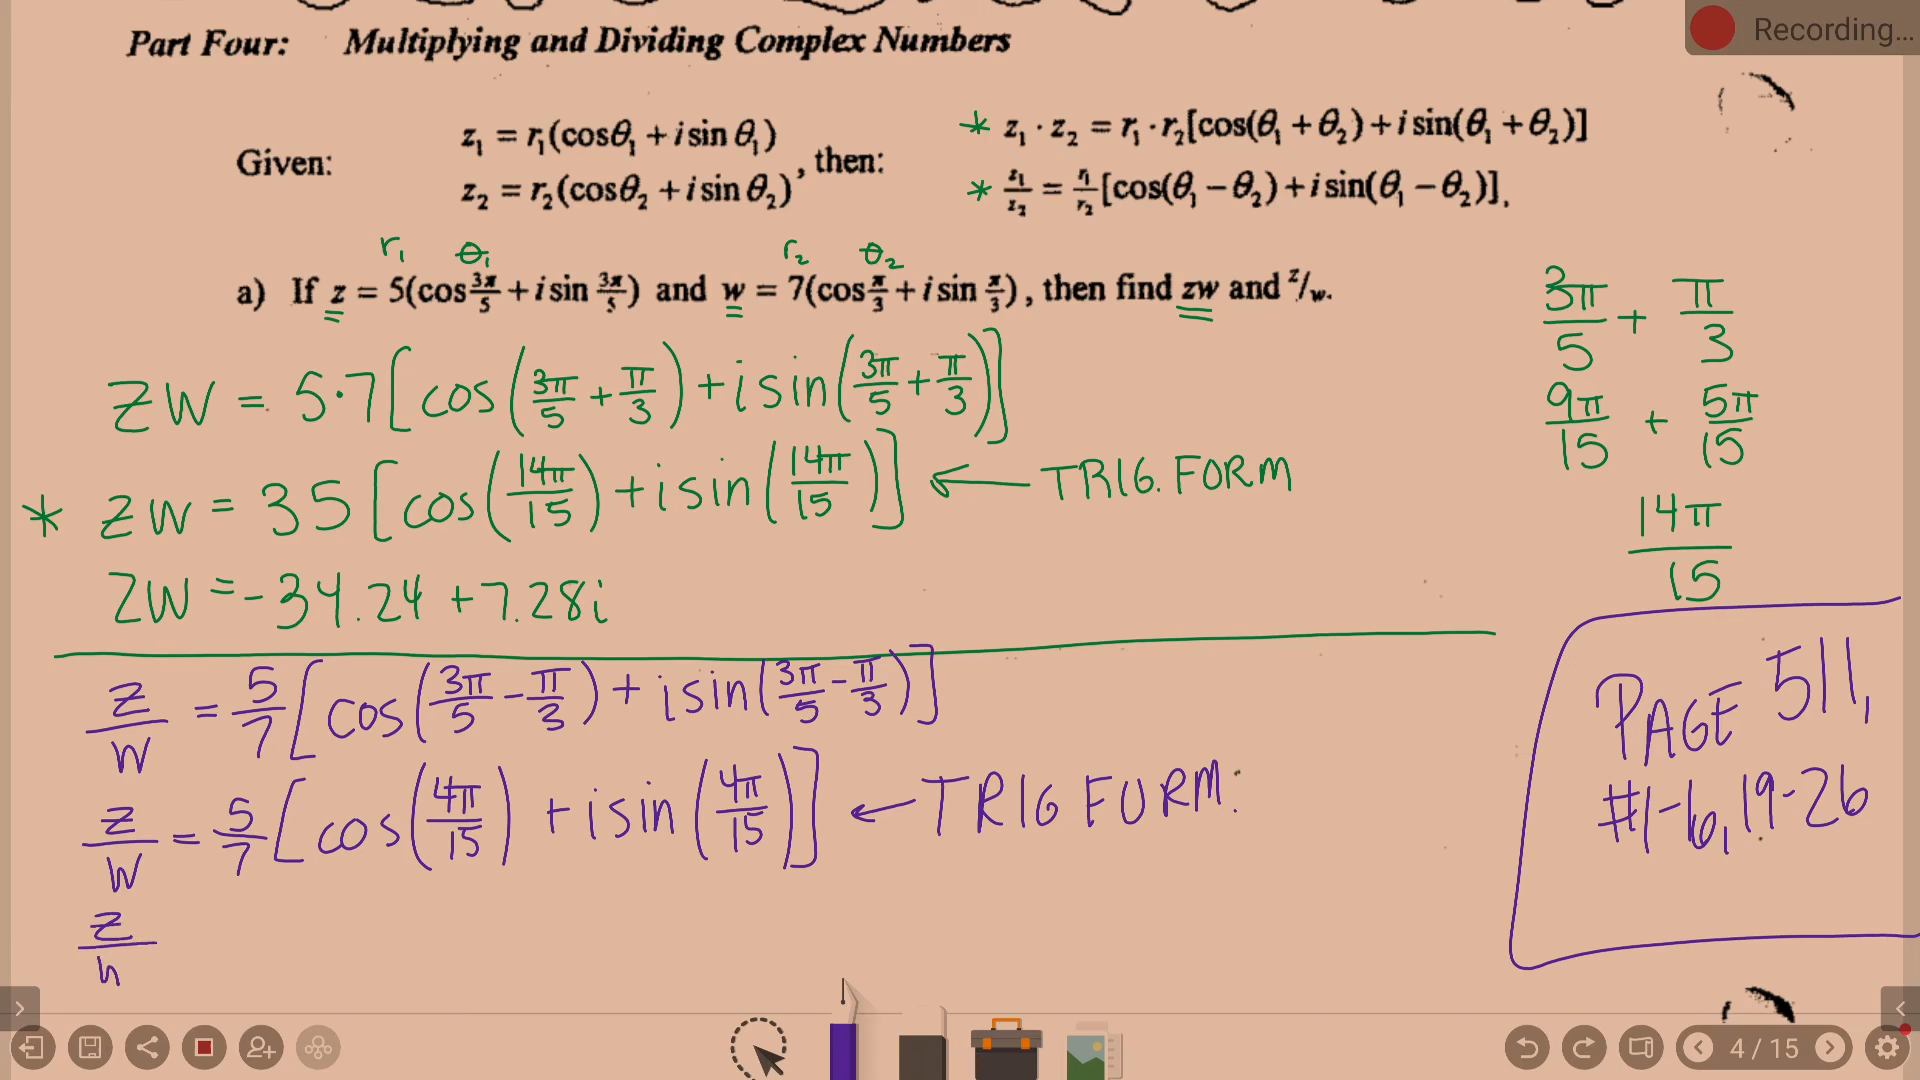 Recording...
Part Four: Multiplying and Dividing Complex Numbers
Given: z₁ = r₁(cosθ₁ + i sin θ₁)
z₂ = r₂(cosθ₂ + i sin θ₂) , then:
* z₁ · z₂ = r₁ · r₂[cos(θ₁ + θ₂) + i sin(θ₁ + θ₂)]
* z₁/z₂ = r₁/r₂[cos(θ₁ − θ₂) + i sin(θ₁ − θ₂)].
r₁ θ₁ r₂ θ₂
a) If z = 5(cos 3π/5 + i sin 3π/5) and w = 7(cos π/3 + i sin π/3), then find zw and z/w.
ZW = 5·7[cos(3π/5 + π/3) + i sin(3π/5 + π/3)]
* ZW = 35[cos(14π/15) + i sin(14π/15)] ← TRIG. FORM
ZW = -34.24 + 7.28i
3π/5 + π/3
9π/15 + 5π/15
14π/15
Z/W = 5/7[cos(3π/5 - π/3) + i sin(3π/5 - π/3)]
Z/W = 5/7[cos(4π/15) + i sin(4π/15)] ← TRIG FORM.
Z
PAGE 511,
#1-6, 19-26
4 / 15